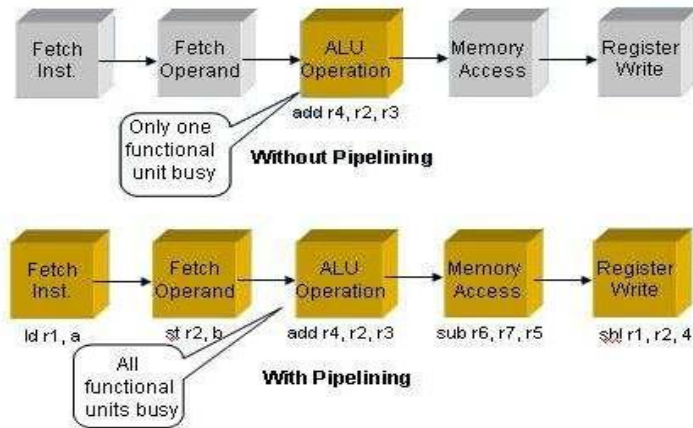 Fetch
Inst.
Fetch
Operand
ALU
Operation
Memory
Access
Register
Write
add r4, r2, r3
Only one
functional
unit busy
Without Pipelining
Fetch
Inst.
Fetch
Operand
ALU
Operation
Memory
Access
Register
Write
ld r1, a
st r2, b
add r4, r2, r3
sub r6, r7, r5
shl r1, r2, 4
All
functional
units busy
With Pipelining